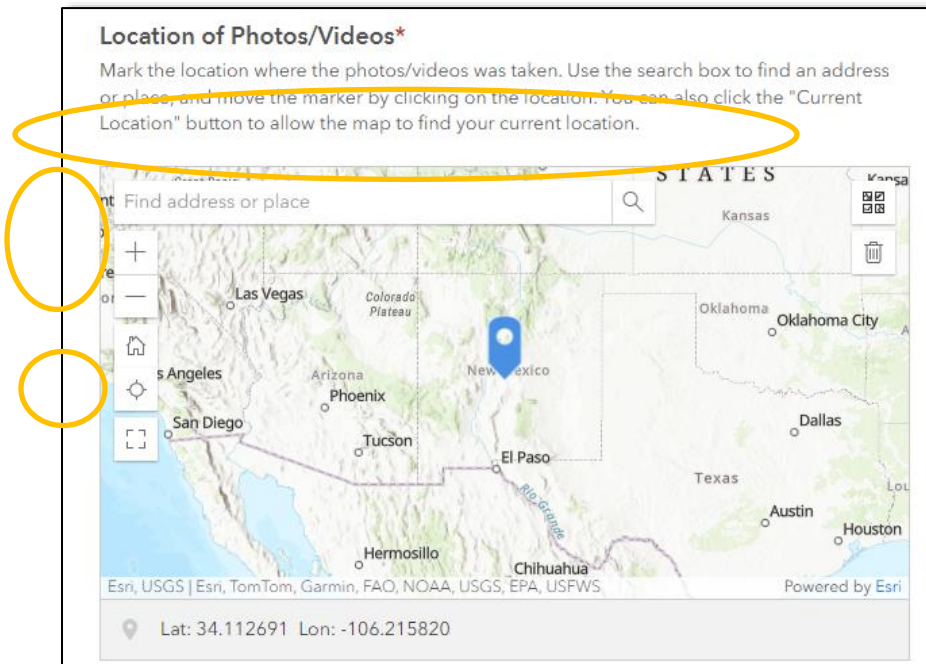 Location of Photos/Videos*
Mark the location where the photos/videos was taken. Use the search box to find an address
or place, and move the marker by clicking on the location. You can also click the "Current
Location" button to allow the map to find your current location.
STATES
Kansa
Find address or place
Kansas
Las Vegas
Colorado
Plateau
Oklahoma
Oklahoma City
s Angeles
Arizona
New Mexico
Phoenix
San Diego
Dallas
Tucson
El Paso
Texas
Rio Grande
Lou
Austin
Houston
Hermosillo
Chihuahua
Esri, USGS | Esri, TomTom, Garmin, FAO, NOAA, USGS, EPA, USFWS
Powered by Esri
Lat: 34.112691 Lon: -106.215820